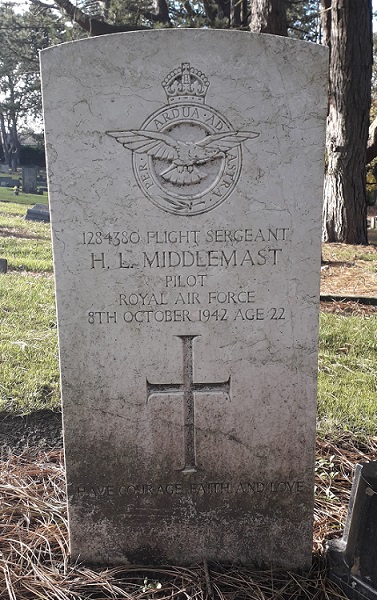 PER ARDUA AD ASTRA
1284380 FLIGHT SERGEANT
H. L. MIDDLEMAST
PILOT
ROYAL AIR FORCE
8TH OCTOBER 1942 AGE 22
HAVE COURAGE, FAITH, AND LOVE